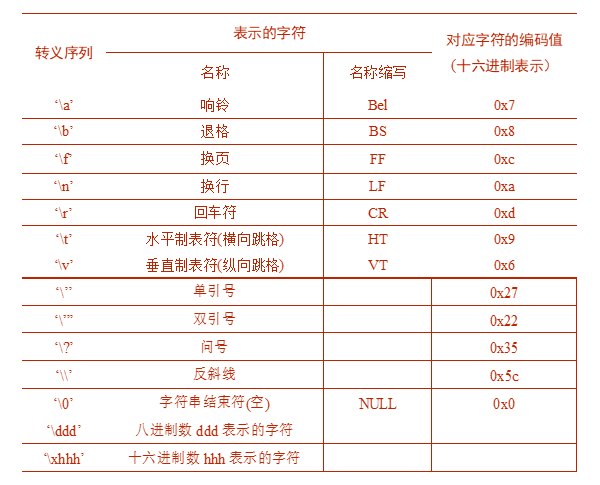 转义序列 表示的字符 对应字符的编码值
(十六进制表示)
名称 名称缩写
‘\a’ 响铃 Bel 0x7
‘\b’ 退格 BS 0x8
‘\f’ 换页 FF 0xc
‘\n’ 换行 LF 0xa
‘\r’ 回车符 CR 0xd
‘\t’ 水平制表符(横向跳格) HT 0x9
‘\v’ 垂直制表符(纵向跳格) VT 0x6
‘\’’ 单引号 0x27
‘\”’ 双引号 0x22
‘\?’ 问号 0x35
‘\\’ 反斜线 0x5c
‘\0’ 字符串结束符(空) NULL 0x0
‘\ddd’ 八进制数 ddd 表示的字符
‘\xhhh’ 十六进制数 hhh 表示的字符